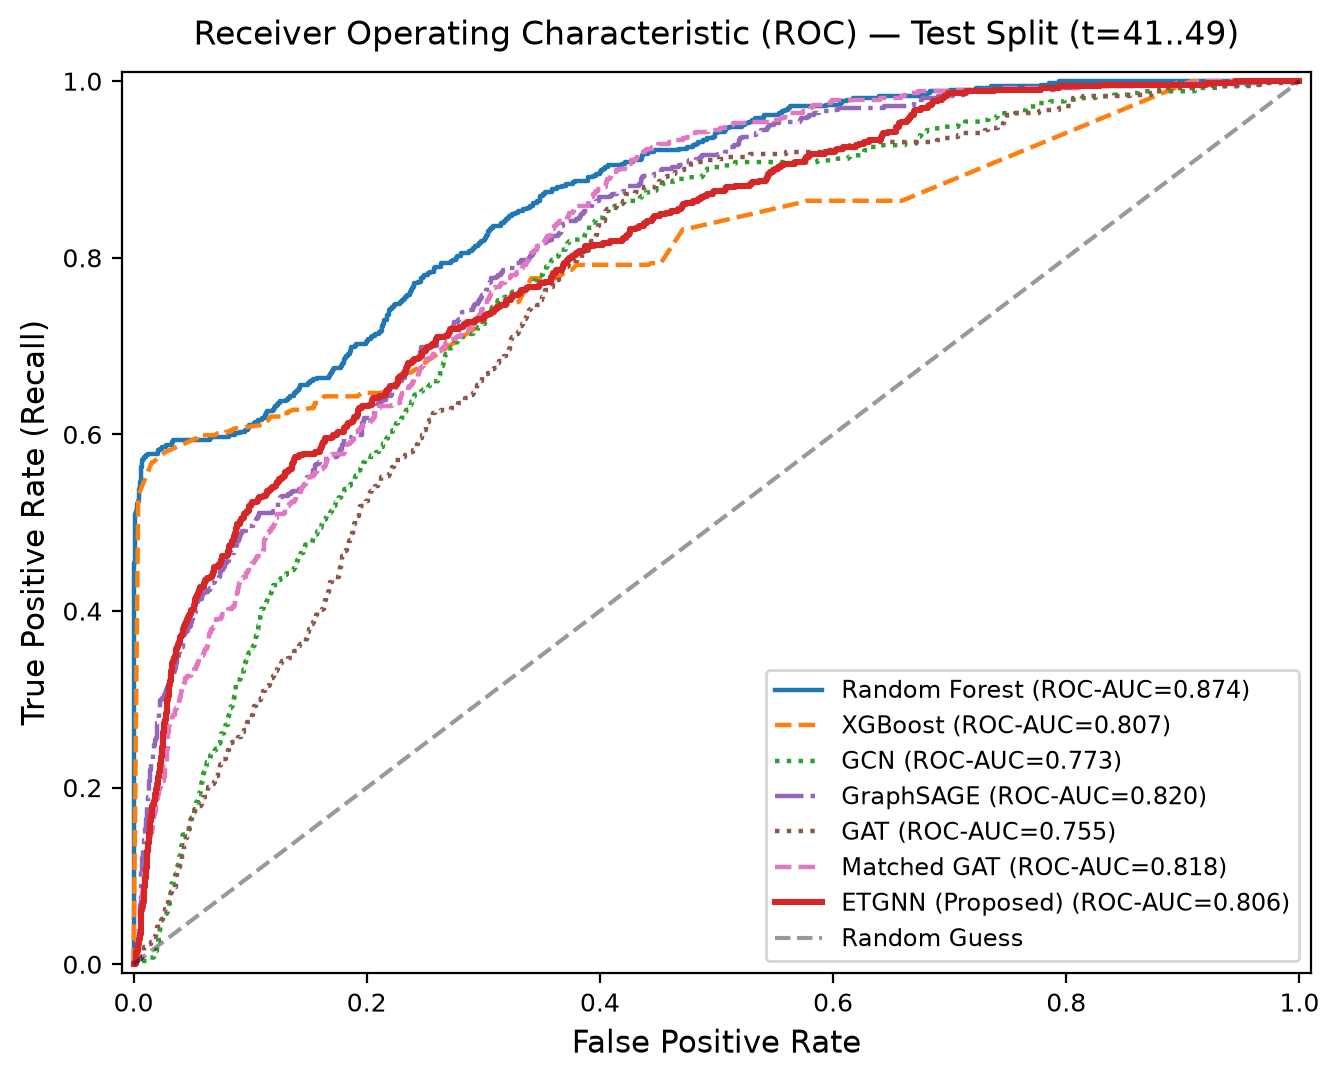 Receiver Operating Characteristic (ROC) — Test Split (t=41..49)
True Positive Rate (Recall)
1.0
0.8
0.6
0.4
0.2
0.0
Random Forest (ROC-AUC=0.874)
XGBoost (ROC-AUC=0.807)
GCN (ROC-AUC=0.773)
GraphSAGE (ROC-AUC=0.820)
GAT (ROC-AUC=0.755)
Matched GAT (ROC-AUC=0.818)
ETGNN (Proposed) (ROC-AUC=0.806)
Random Guess
0.0 0.2 0.4 0.6 0.8 1.0
False Positive Rate